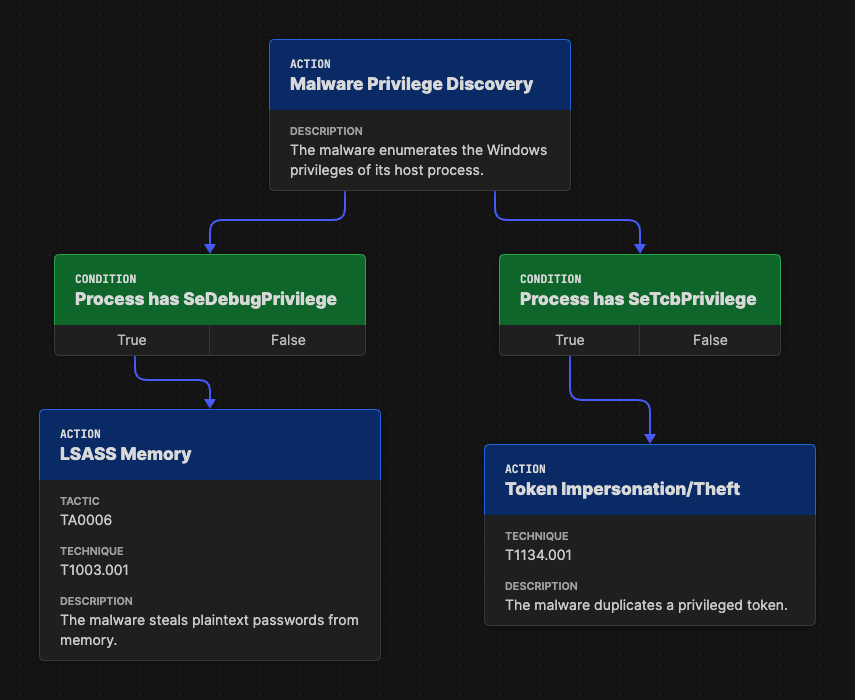 ACTION
Malware Privilege Discovery
DESCRIPTION
The malware enumerates the Windows
privileges of its host process.
CONDITION
Process has SeDebugPrivilege
True
False
CONDITION
Process has SeTcbPrivilege
True
False
ACTION
LSASS Memory
TACTIC
TA0006
TECHNIQUE
T1003.001
DESCRIPTION
The malware steals plaintext passwords from
memory.
ACTION
Token Impersonation/Theft
TECHNIQUE
T1134.001
DESCRIPTION
The malware duplicates a privileged token.